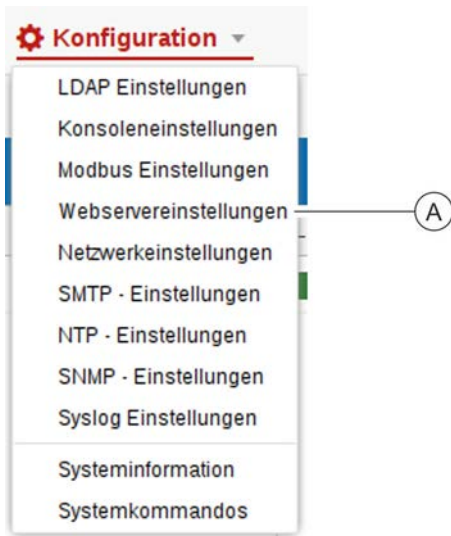 Konfiguration
LDAP Einstellungen
Konsoleneinstellungen
Modbus Einstellungen
Webservereinstellungen A
Netzwerkeinstellungen
SMTP - Einstellungen
NTP - Einstellungen
SNMP - Einstellungen
Syslog Einstellungen
Systeminformation
Systemkommandos